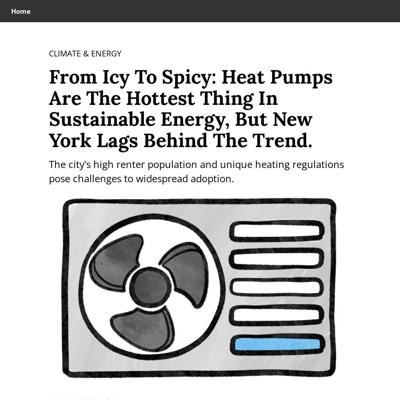 Home
CLIMATE & ENERGY
From Icy To Spicy: Heat Pumps
Are The Hottest Thing In
Sustainable Energy, But New
York Lags Behind The Trend.
The city’s high renter population and unique heating regulations
pose challenges to widespread adoption.